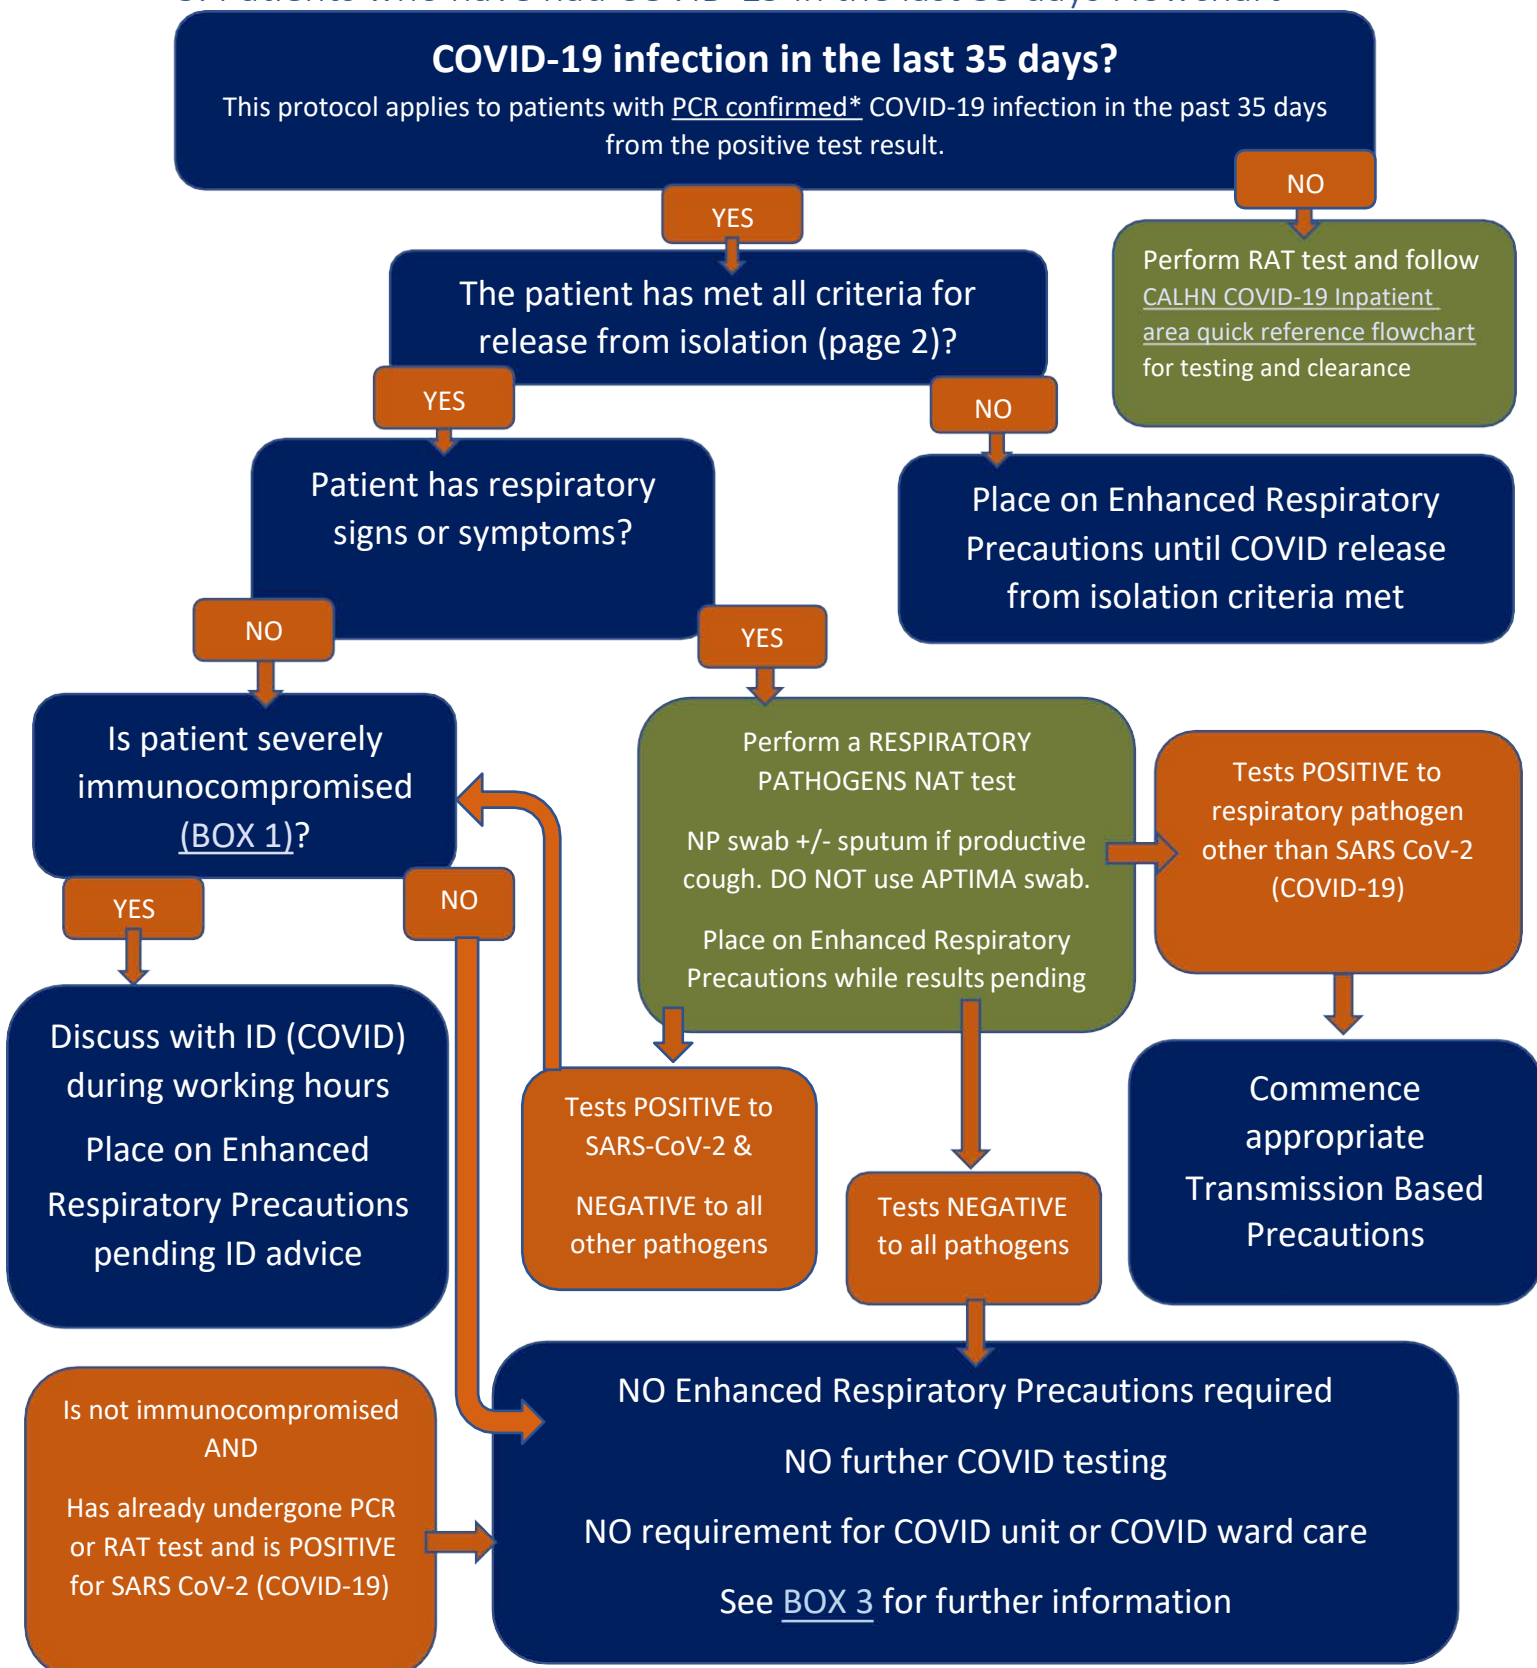 COVID-19 infection in the last 35 days?
This protocol applies to patients with PCR confirmed* COVID-19 infection in the past 35 days
from the positive test result.
NO
YES
Perform RAT test and follow
CALHN COVID-19 Inpatient
area quick reference flowchart
for testing and clearance
The patient has met all criteria for
release from isolation (page 2)?
YES
NO
Patient has respiratory
signs or symptoms?
Place on Enhanced Respiratory
Precautions until COVID release
from isolation criteria met
NO
YES
Is patient severely
immunocompromised
(BOX 1)?
Perform a RESPIRATORY
PATHOGENS NAT test
NP swab +/- sputum if productive
cough. DO NOT use APTIMA swab.
Place on Enhanced Respiratory
Precautions while results pending
Tests POSITIVE to
respiratory pathogen
other than SARS CoV-2
(COVID-19)
YES
NO
Discuss with ID (COVID)
during working hours
Place on Enhanced
Respiratory Precautions
pending ID advice
Tests POSITIVE to
SARS-CoV-2 &
NEGATIVE to all
other pathogens
Tests NEGATIVE
to all pathogens
Commence
appropriate
Transmission Based
Precautions
Is not immunocompromised
AND
Has already undergone PCR
or RAT test and is POSITIVE
for SARS CoV-2 (COVID-19)
NO Enhanced Respiratory Precautions required
NO further COVID testing
NO requirement for COVID unit or COVID ward care
See BOX 3 for further information